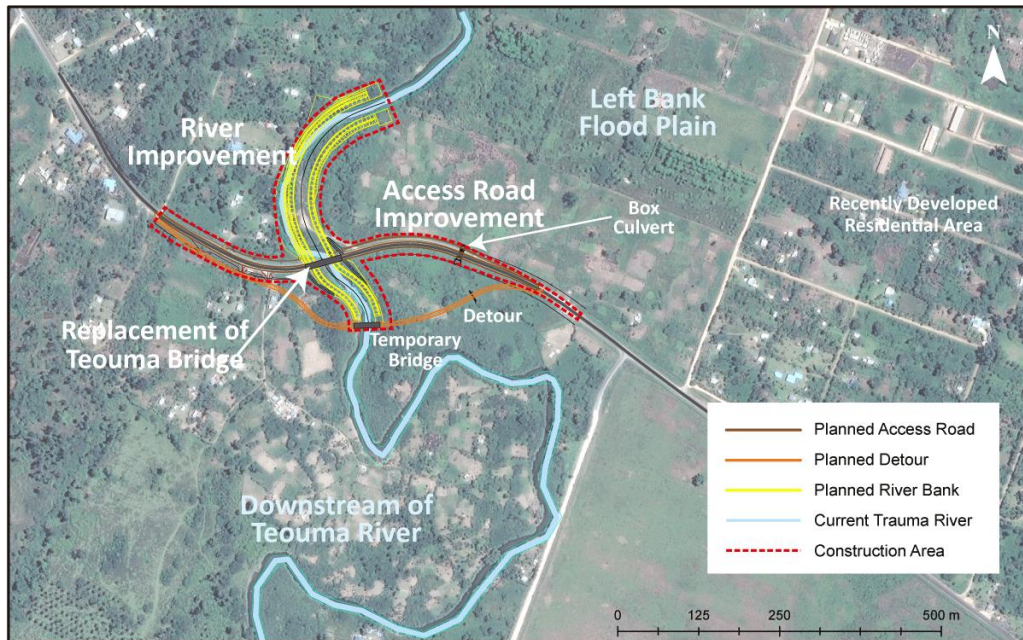 N
Left Bank
Flood Plain
River
Improvement
Access Road
Improvement
Box
Culvert
Recently Developed
Residential Area
Replacement of
Teouma Bridge
Detour
Temporary
Bridge
Downstream of
Teouma River
Planned Access Road
Planned Detour
Planned River Bank
Current Trauma River
Construction Area
0 125 250 500 m